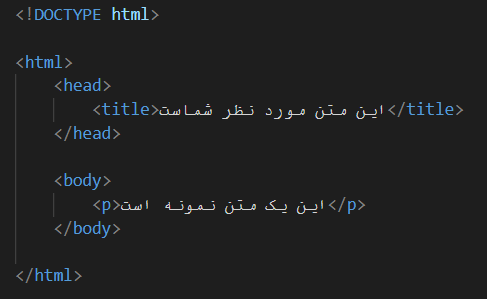 <!DOCTYPE html>
<html>
<head>
<title>این متن مورد نظر شماست</title>
</head>
<body>
<p>این یک متن نمونه است</p>
</body>
</html>